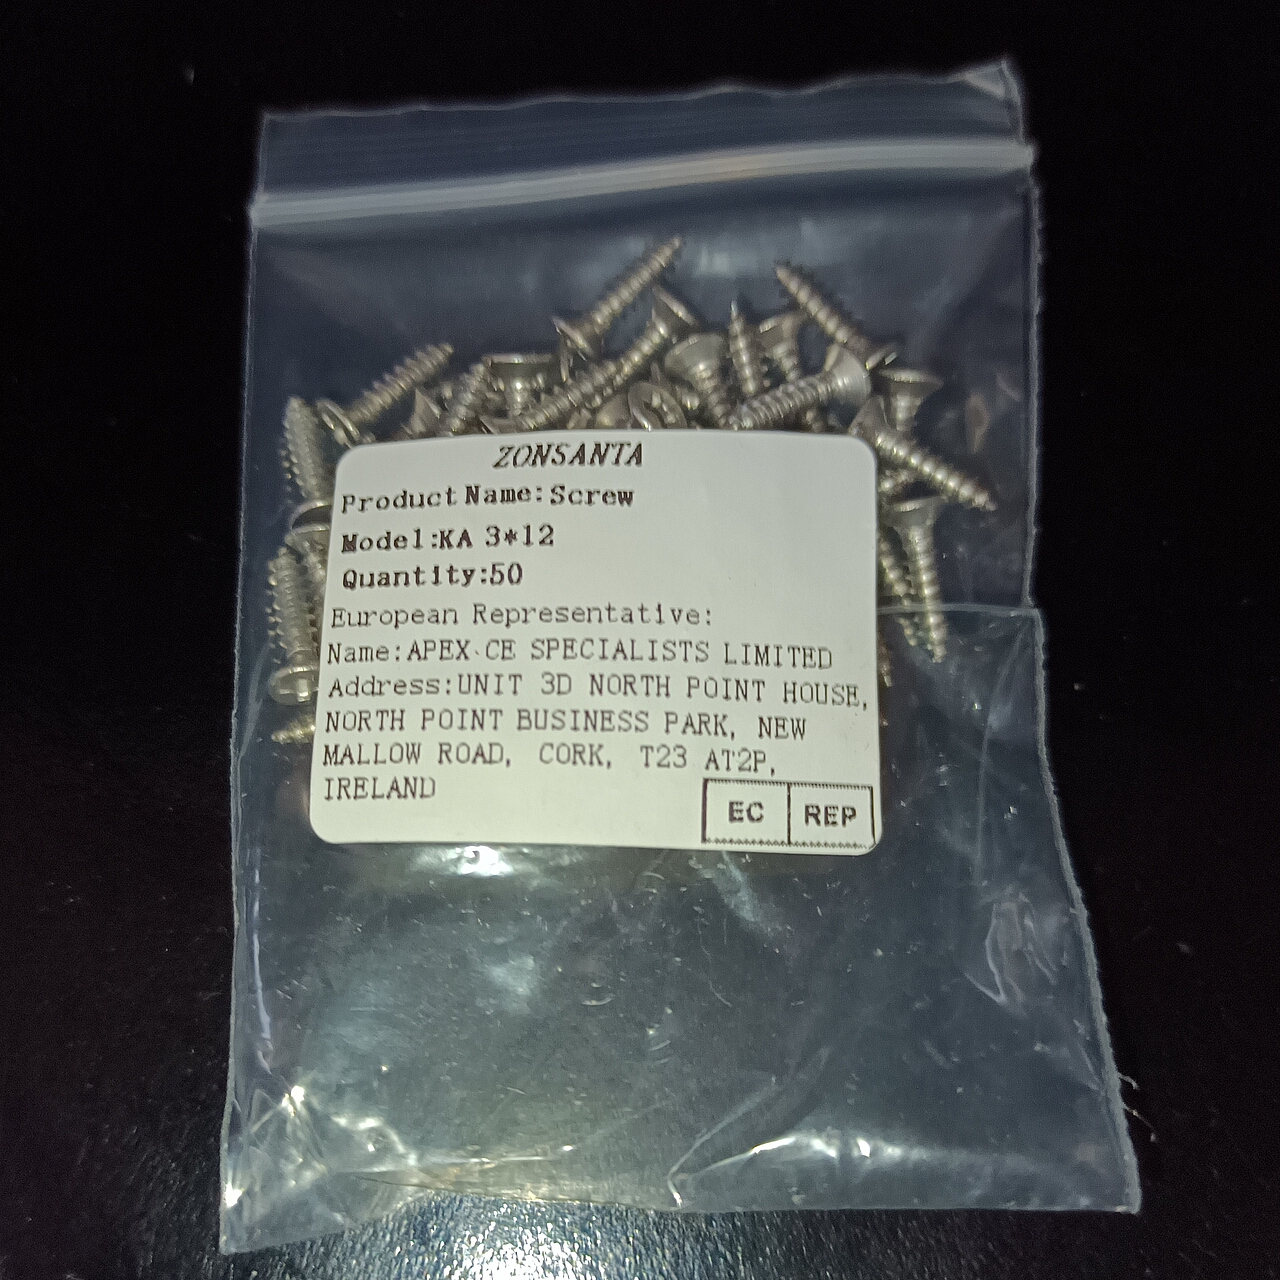 ZONSANTA
Product Name:Screw
Model:KA 3*12
Quantity:50
European Representative:
Name:APEX CE SPECIALISTS LIMITED
Address:UNIT 3D NORTH POINT HOUSE,
NORTH POINT BUSINESS PARK, NEW
MALLOW ROAD, CORK, T23 AT2P,
IRELAND
EC REP